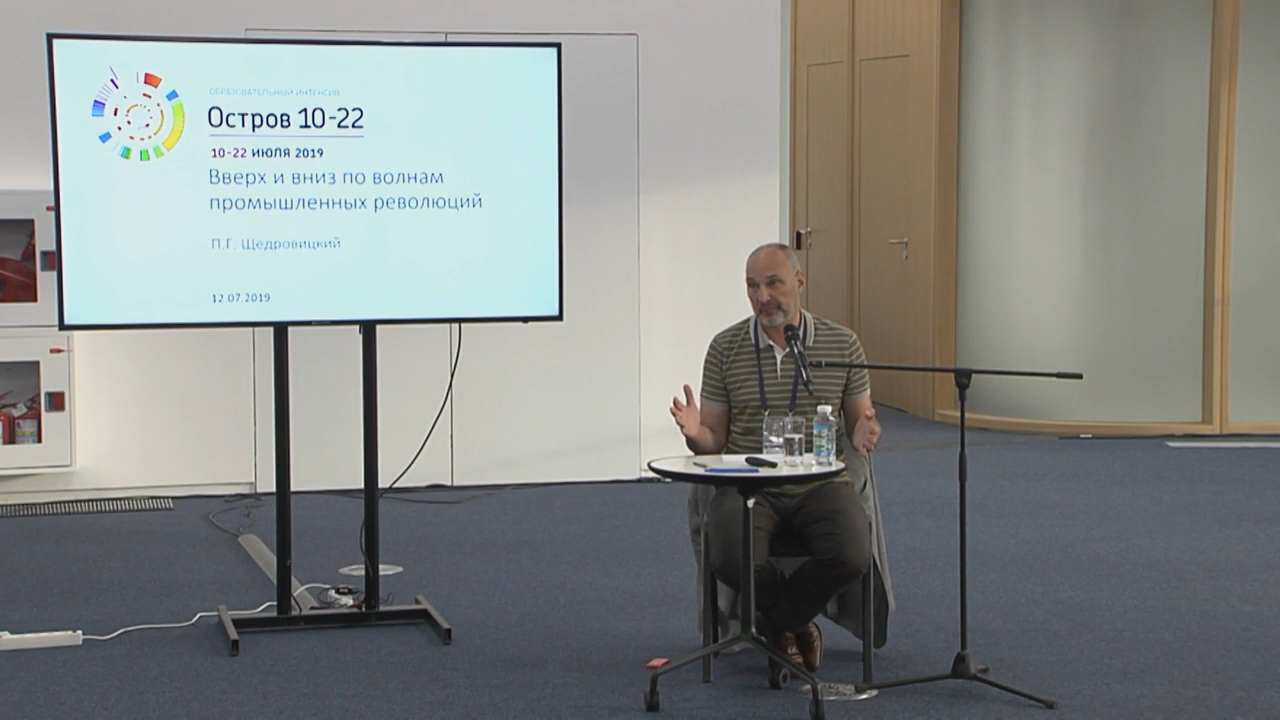 ОБРАЗОВАТЕЛЬНЫЙ ИНТЕНСИВ
Остров 10-22
10-22 ИЮЛЯ 2019
Вверх и вниз по волнам
промышленных революций
П.Г. Щедровицкий
12.07.2019